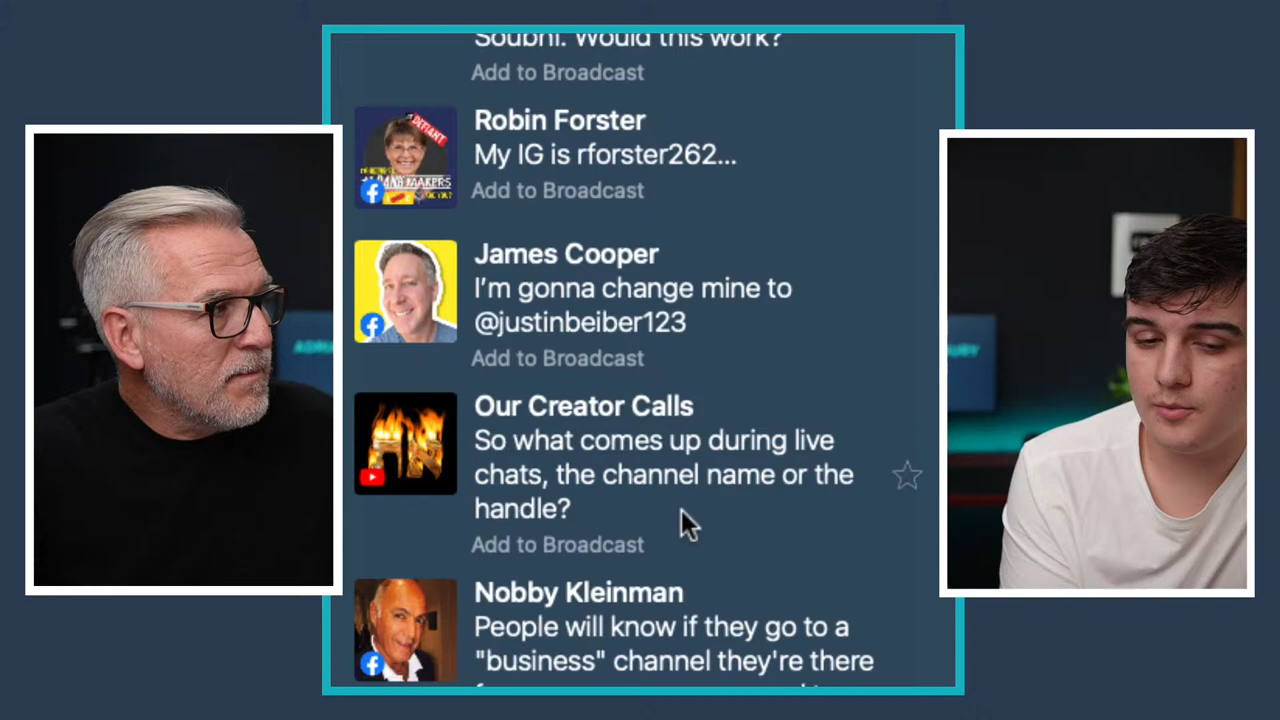 Soubhi. Would this work?
Add to Broadcast
Robin Forster
My IG is rforster262...
Add to Broadcast
DEFIANT
James Cooper
I'm gonna change mine to
@justinbeiber123
Add to Broadcast
Our Creator Calls
So what comes up during live
chats, the channel name or the
handle?
Add to Broadcast
AN
Nobby Kleinman
People will know if they go to a
"business" channel they're there